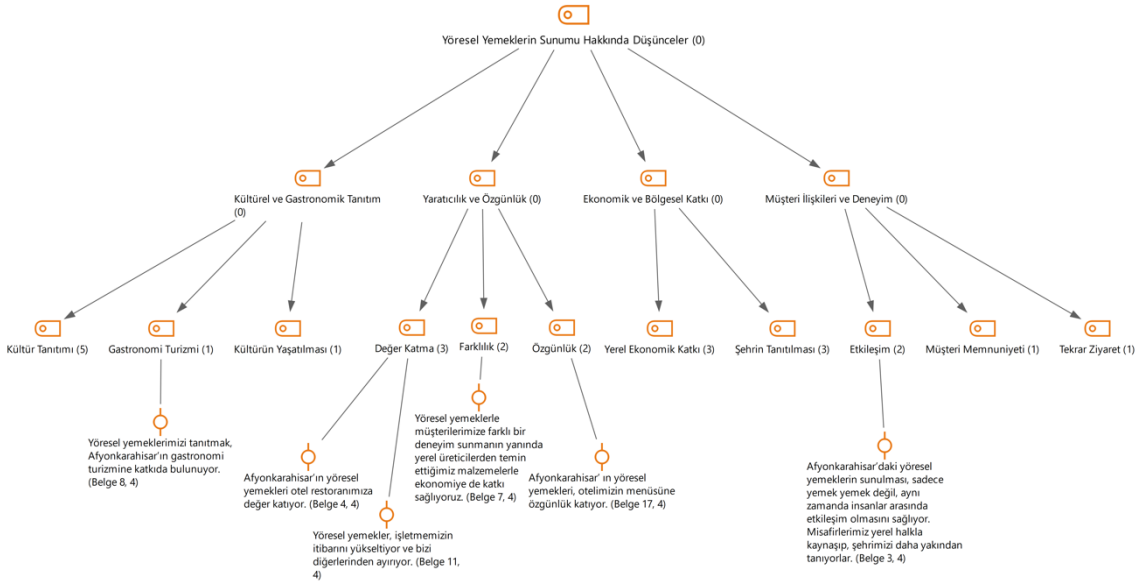 Yöresel Yemeklerin Sunumu Hakkında Düşünceler (0)
Kültürel ve Gastronomik Tanıtım
(0)
Yaratıcılık ve Özgünlük (0)
Ekonomik ve Bölgesel Katkı (0)
Müşteri İlişkileri ve Deneyim (0)
Kültür Tanıtımı (5)
Gastronomi Turizmi (1)
Kültürün Yaşatılması (1)
Değer Katma (3)
Farklılık (2)
Özgünlük (2)
Yerel Ekonomik Katkı (3)
Şehrin Tanıtılması (3)
Etkileşim (2)
Müşteri Memnuniyeti (1)
Tekrar Ziyaret (1)
Yöresel yemeklerimizi tanıtmak,
Afyonkarahisar'ın gastronomi
turizmine katkıda bulunuyor.
(Belge 8, 4)
Afyonkarahisar'ın yöresel
yemekleri otel restoranımıza
değer katıyor. (Belge 4, 4)
Yöresel yemekler, işletmemizin
itibarını yükseltiyor ve bizi
diğerlerinden ayırıyor. (Belge 11,
4)
Yöresel yemeklerle
müşterilerimize farklı bir
deneyim sunmanın yanında
yerel üreticilerden temin
ettiğimiz malzemelerle
ekonomiye de katkı
sağlıyoruz. (Belge 7, 4)
Afyonkarahisar' ın yöresel
yemekleri, otelimizin menüsüne
özgünlük katıyor. (Belge 17, 4)
Afyonkarahisar'daki yöresel
yemeklerin sunulması, sadece
yemek yemek değil, aynı
zamanda insanlar arasında
etkileşim olmasını sağlıyor.
Misafirlerimiz yerel halkla
kaynaşıp, şehrimizi daha yakından
tanıyorlar. (Belge 3, 4)